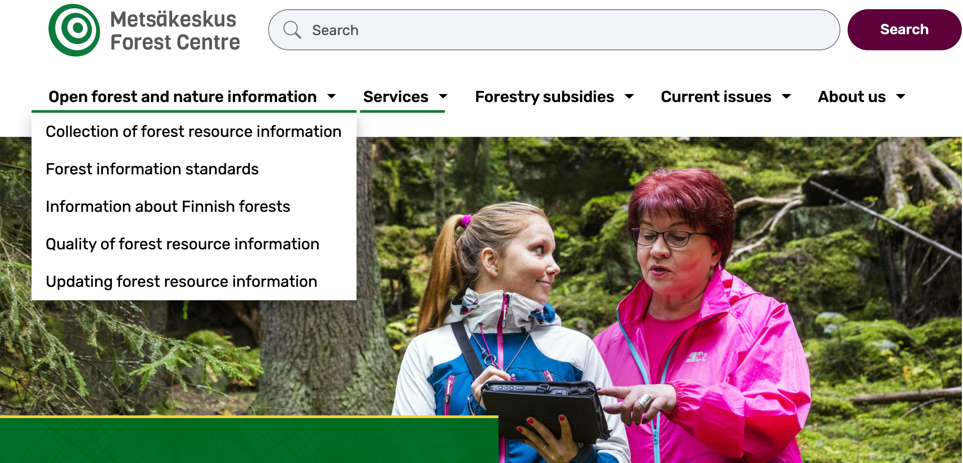 Metsäkeskus
Forest Centre
Search
Search
Open forest and nature information
Services
Forestry subsidies
Current issues
About us
Collection of forest resource information
Forest information standards
Information about Finnish forests
Quality of forest resource information
Updating forest resource information